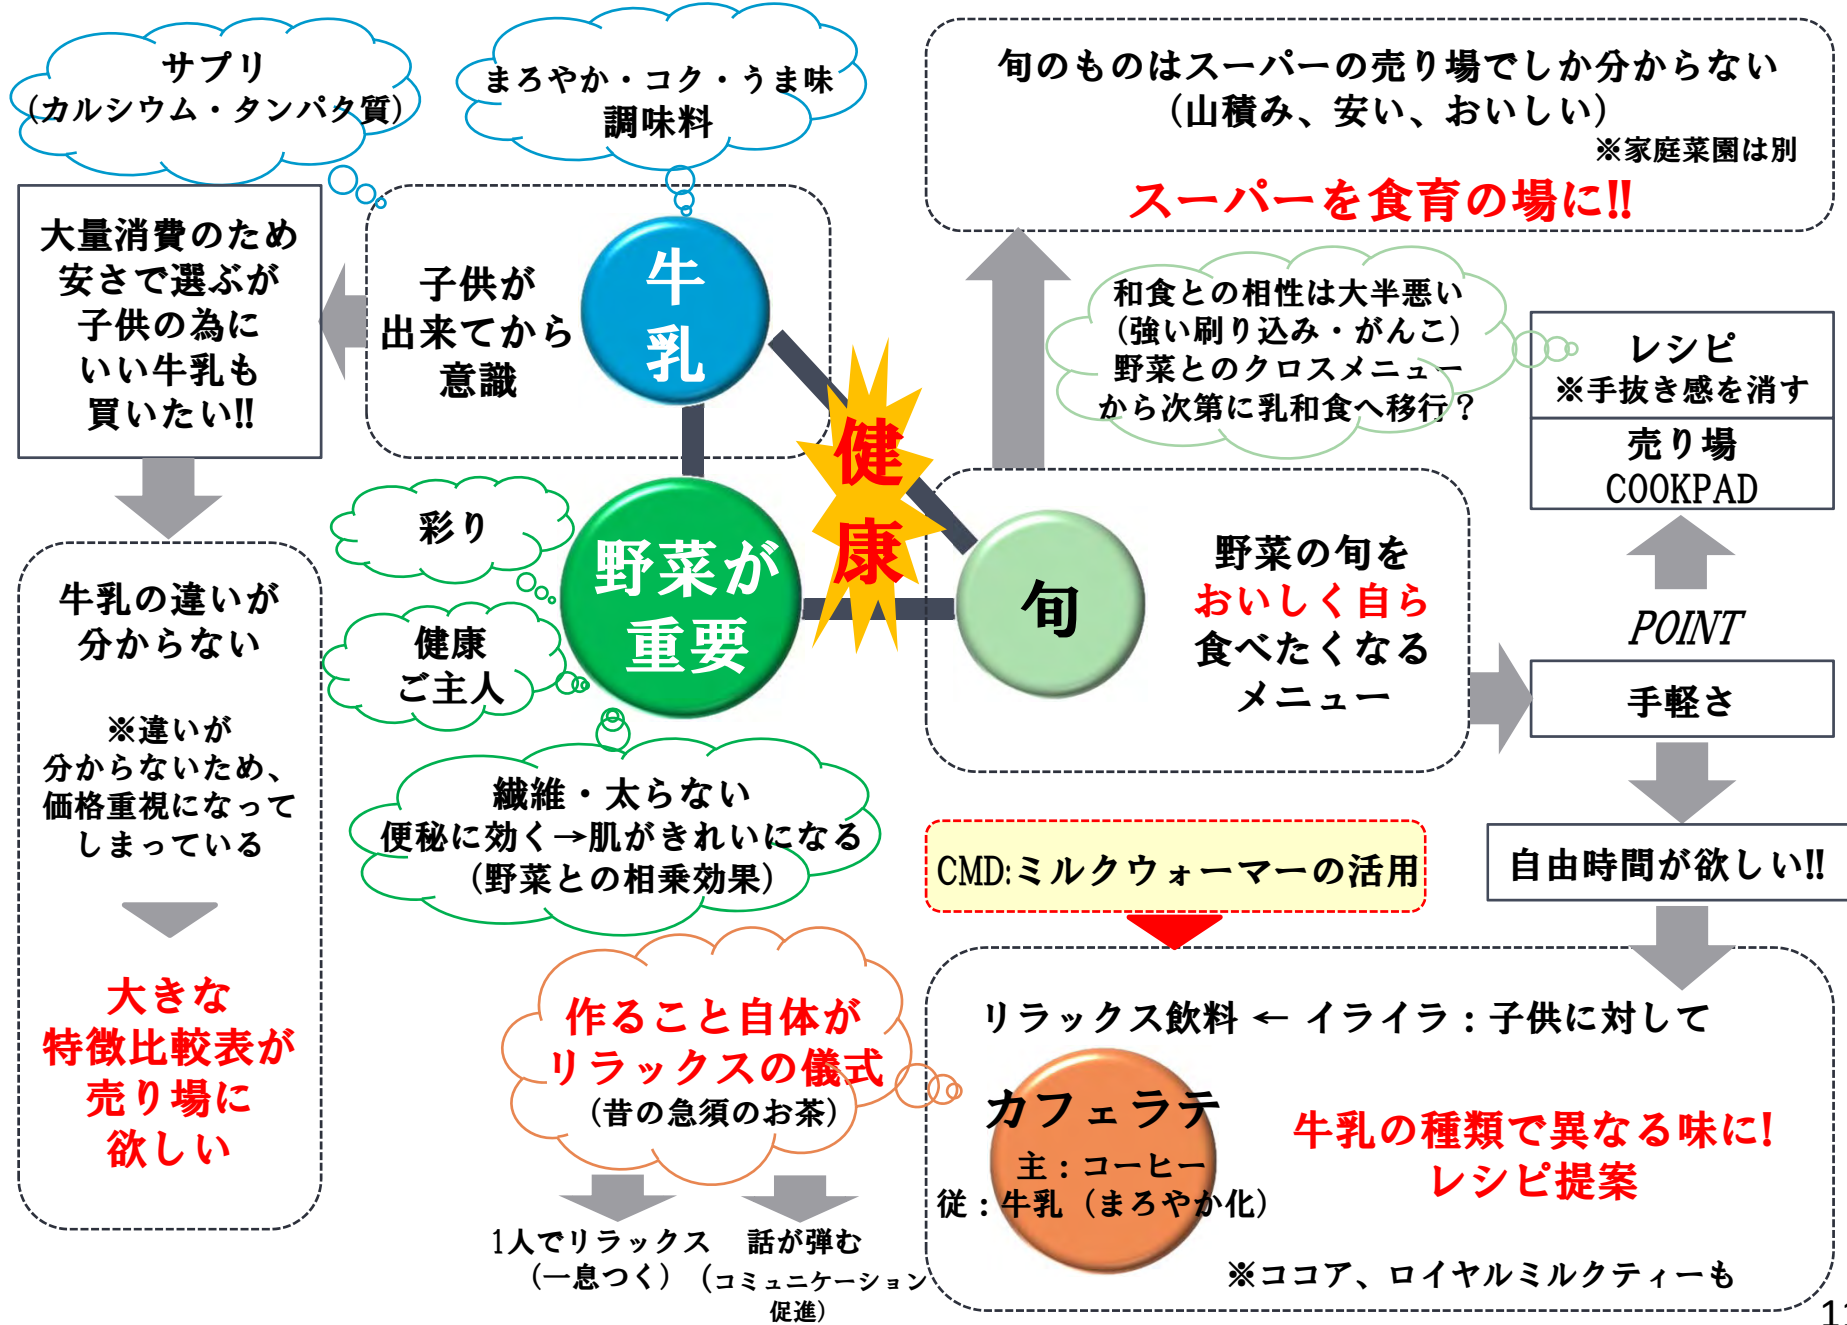 サプリ
(カルシウム・タンパク質)
まろやか・コク・うま味
調味料
旬のものはスーパーの売り場でしか分からない
(山積み、安い、おいしい)
※家庭菜園は別
スーパーを食育の場に!!
大量消費のため
安さで選ぶが
子供の為に
いい牛乳も
買いたい!!
子供が
出来てから
意識
牛
乳
健
康
和食との相性は大半悪い
(強い刷り込み・がんこ)
野菜とのクロスメニュー
から次第に乳和食へ移行？
レシピ
※手抜き感を消す
売り場
COOKPAD
POINT
手軽さ
自由時間が欲しい!!
彩り
健康
ご主人
野菜が
重要
旬
野菜の旬を
おいしく自ら
食べたくなる
メニュー
牛乳の違いが
分からない
※違いが
分からないため、
価格重視になって
しまっている
大きな
特徴比較表が
売り場に
欲しい
繊維・太らない
便秘に効く→肌がきれいになる
(野菜との相乗効果)
CMD:ミルクウォーマーの活用
作ること自体が
リラックスの儀式
(昔の急須のお茶)
1人でリラックス
(一息つく)
話が弾む
(コミュニケーション
促進)
リラックス飲料 ← イライラ：子供に対して
カフェラテ
主：コーヒー
従：牛乳（まろやか化）
牛乳の種類で異なる味に!
レシピ提案
※ココア、ロイヤルミルクティーも